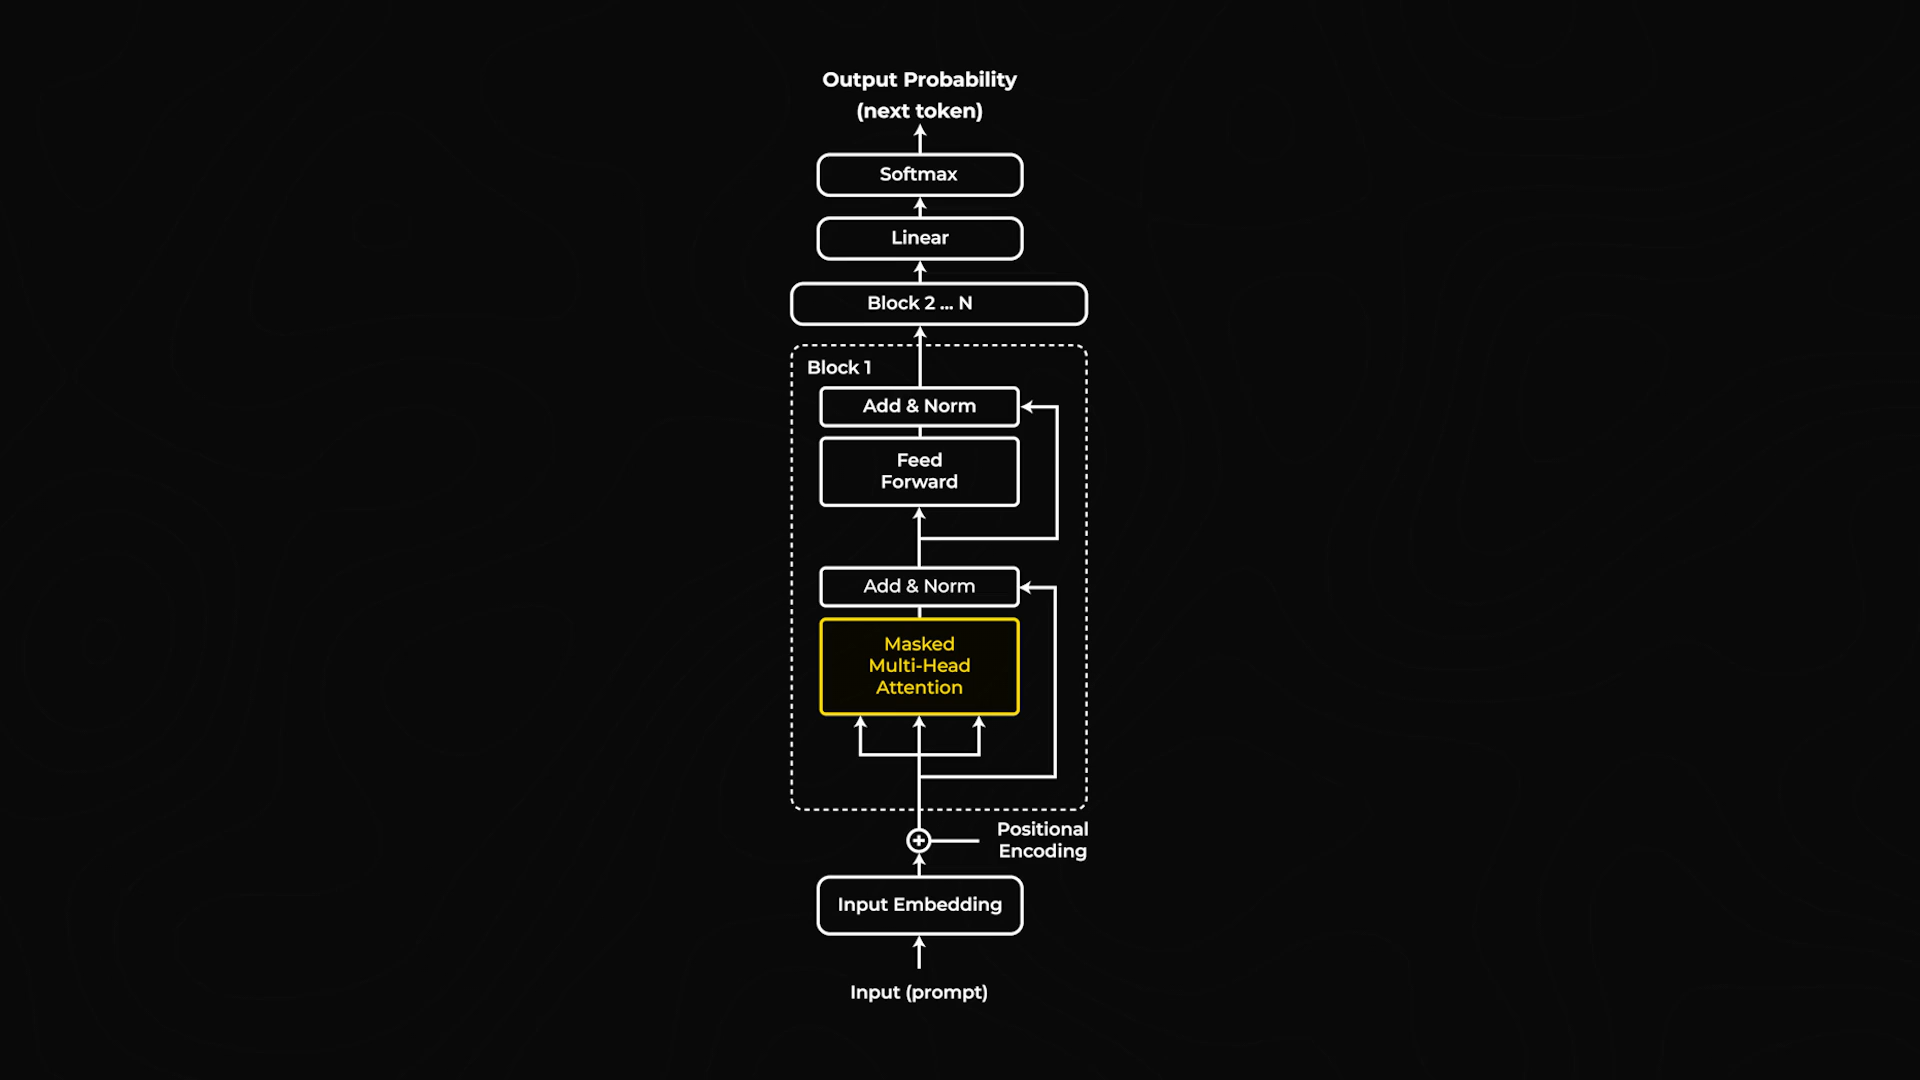 Output Probability
(next token)
Softmax
Linear
Block 2 ... N
Block 1
Add & Norm
Feed
Forward
Add & Norm
Masked
Multi-Head
Attention
Positional
Encoding
Input Embedding
Input (prompt)